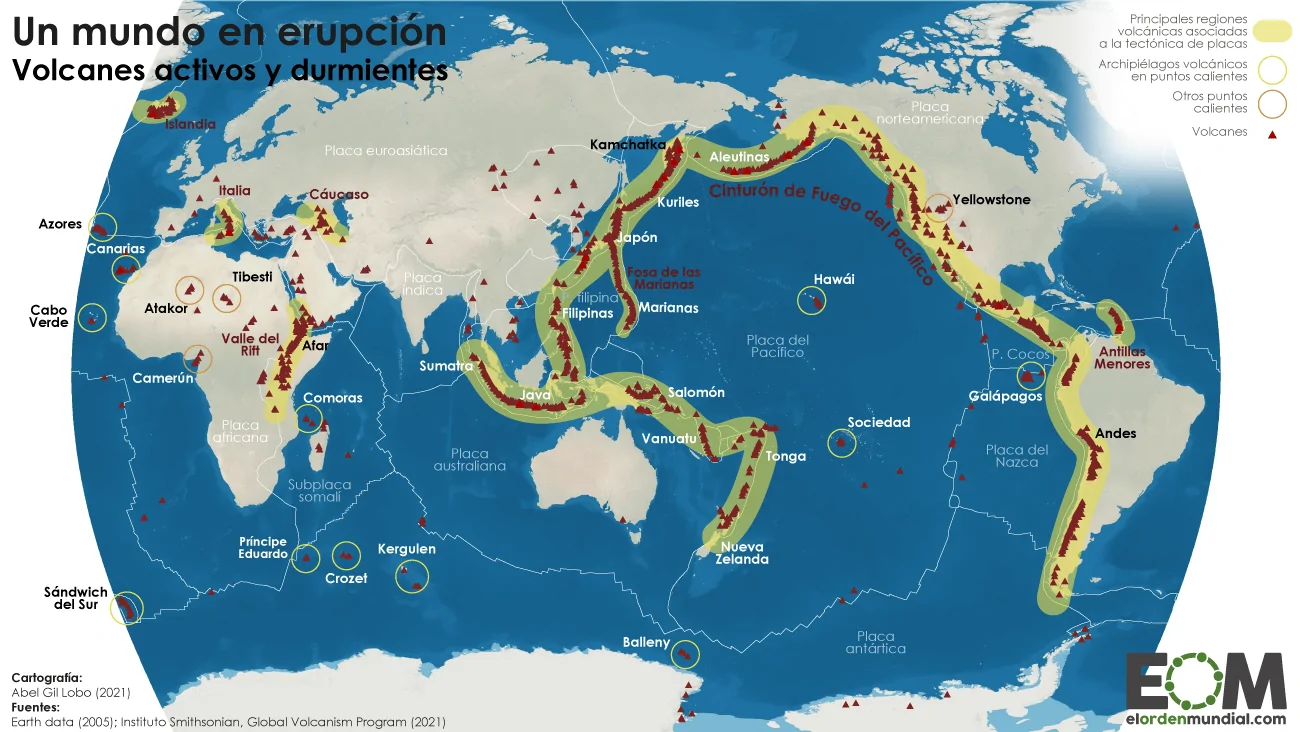 Un mundo en erupción
Volcanes activos y durmientes
Principales regiones
volcánicas asociadas
a la tectónica de placas
Archipiélagos volcánicos
en puntos calientes
Otros puntos
calientes
Volcanes
Islandia
Placa
norteamericana
Kamchatka
Placa euroasiática
Aleutinas
Italia
Cáucaso
Cinturón de Fuego del Pacífico
Yellowstone
Kuriles
Azores
Japón
Canarias
Tibesti
Placa
índica
Fosa de las
Marianas
Hawái
filipina
Atakor
Cabo
Verde
Filipinas
Marianas
Valle del
Rift
Afar
Placa del
Pacífico
P. Cocos
Antillas
Menores
Camerún
Sumatra
Java
Salomón
Galápagos
Comoras
Placa
africana
Vanuatu
Sociedad
Andes
Tonga
Placa
australiana
Placa del
Nazca
Subplaca
somalí
Príncipe
Eduardo
Crozet
Kergulen
Nueva
Zelanda
Sándwich
del Sur
Balleny
Placa
antártica
Cartografía:
Abel Gil Lobo (2021)
Fuentes:
Earth data (2005); Instituto Smithsonian, Global Volcanism Program (2021)
EOM
elordenmundial.com